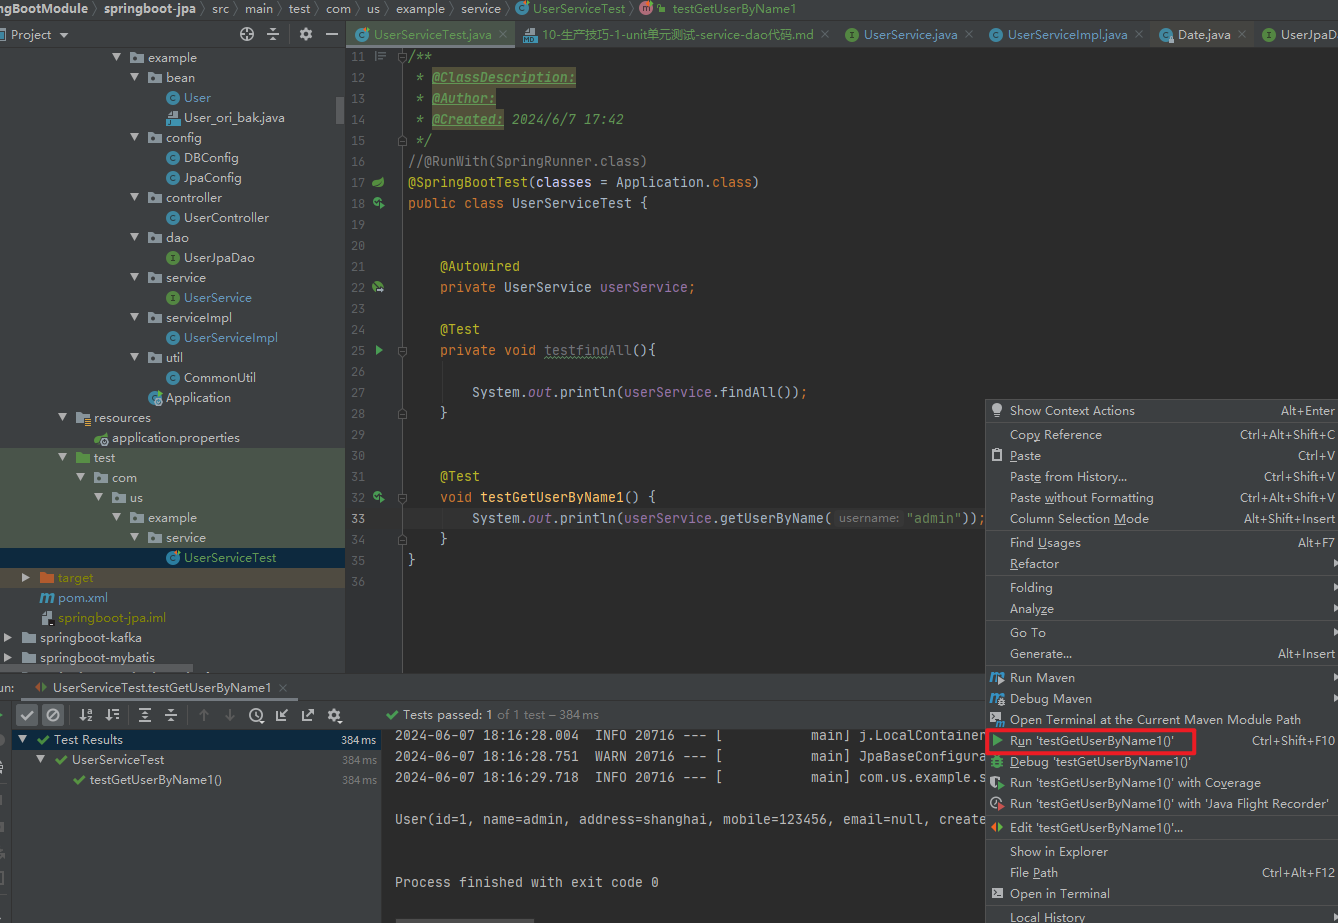 ngBootModule springboot-jpa src main test com us example service UserServiceTest testGetUserByName1
Project
UserServiceTest.java 10-生产技巧-1-unit单元测试-service-dao代码.md UserService.java UserServiceImpl.java Date.java UserJpaD
example
bean
User
User_ori_bak.java
config
DBConfig
JpaConfig
controller
UserController
dao
UserJpaDao
service
UserService
serviceImpl
UserServiceImpl
util
CommonUtil
Application
resources
application.properties
test
com
us
example
service
UserServiceTest
target
pom.xml
springboot-jpa.iml
springboot-kafka
springboot-mybatis
11 /**
12 * @ClassDescription:
13 * @Author:
14 * @Created: 2024/6/7 17:42
15 */
16 //@RunWith(SpringRunner.class)
17 @SpringBootTest(classes = Application.class)
18 public class UserServiceTest {
19
20
21 @Autowired
22 private UserService userService;
23
24 @Test
25 private void testfindAll(){
26
27 System.out.println(userService.findAll());
28 }
29
30
31 @Test
32 void testGetUserByName1() {
33 System.out.println(userService.getUserByName( username: "admin"));
34 }
35 }
36
Show Context Actions Alt+Enter
Copy Reference Ctrl+Alt+Shift+C
Paste Ctrl+V
Paste from History... Ctrl+Shift+V
Paste without Formatting Ctrl+Alt+Shift+V
Column Selection Mode Alt+Shift+Insert
Find Usages Alt+F7
Refactor
Folding
Analyze
Go To
Generate... Alt+Insert
Run Maven
Debug Maven
Open Terminal at the Current Maven Module Path
Run 'testGetUserByName1()' Ctrl+Shift+F10
Debug 'testGetUserByName1()'
Run 'testGetUserByName1()' with Coverage
Run 'testGetUserByName1()' with 'Java Flight Recorder'
Edit 'testGetUserByName1()'...
Show in Explorer
File Path Ctrl+Alt+F12
Open in Terminal
Local History
un: UserServiceTest.testGetUserByName1
Tests passed: 1 of 1 test – 384 ms
Test Results 384 ms
UserServiceTest 384 ms
testGetUserByName1() 384 ms
2024-06-07 18:16:28.004 INFO 20716 --- [ main] j.LocalContainer
2024-06-07 18:16:28.751 WARN 20716 --- [ main] JpaBaseConfigura
2024-06-07 18:16:29.718 INFO 20716 --- [ main] com.us.example.s
User(id=1, name=admin, address=shanghai, mobile=123456, email=null, create
Process finished with exit code 0